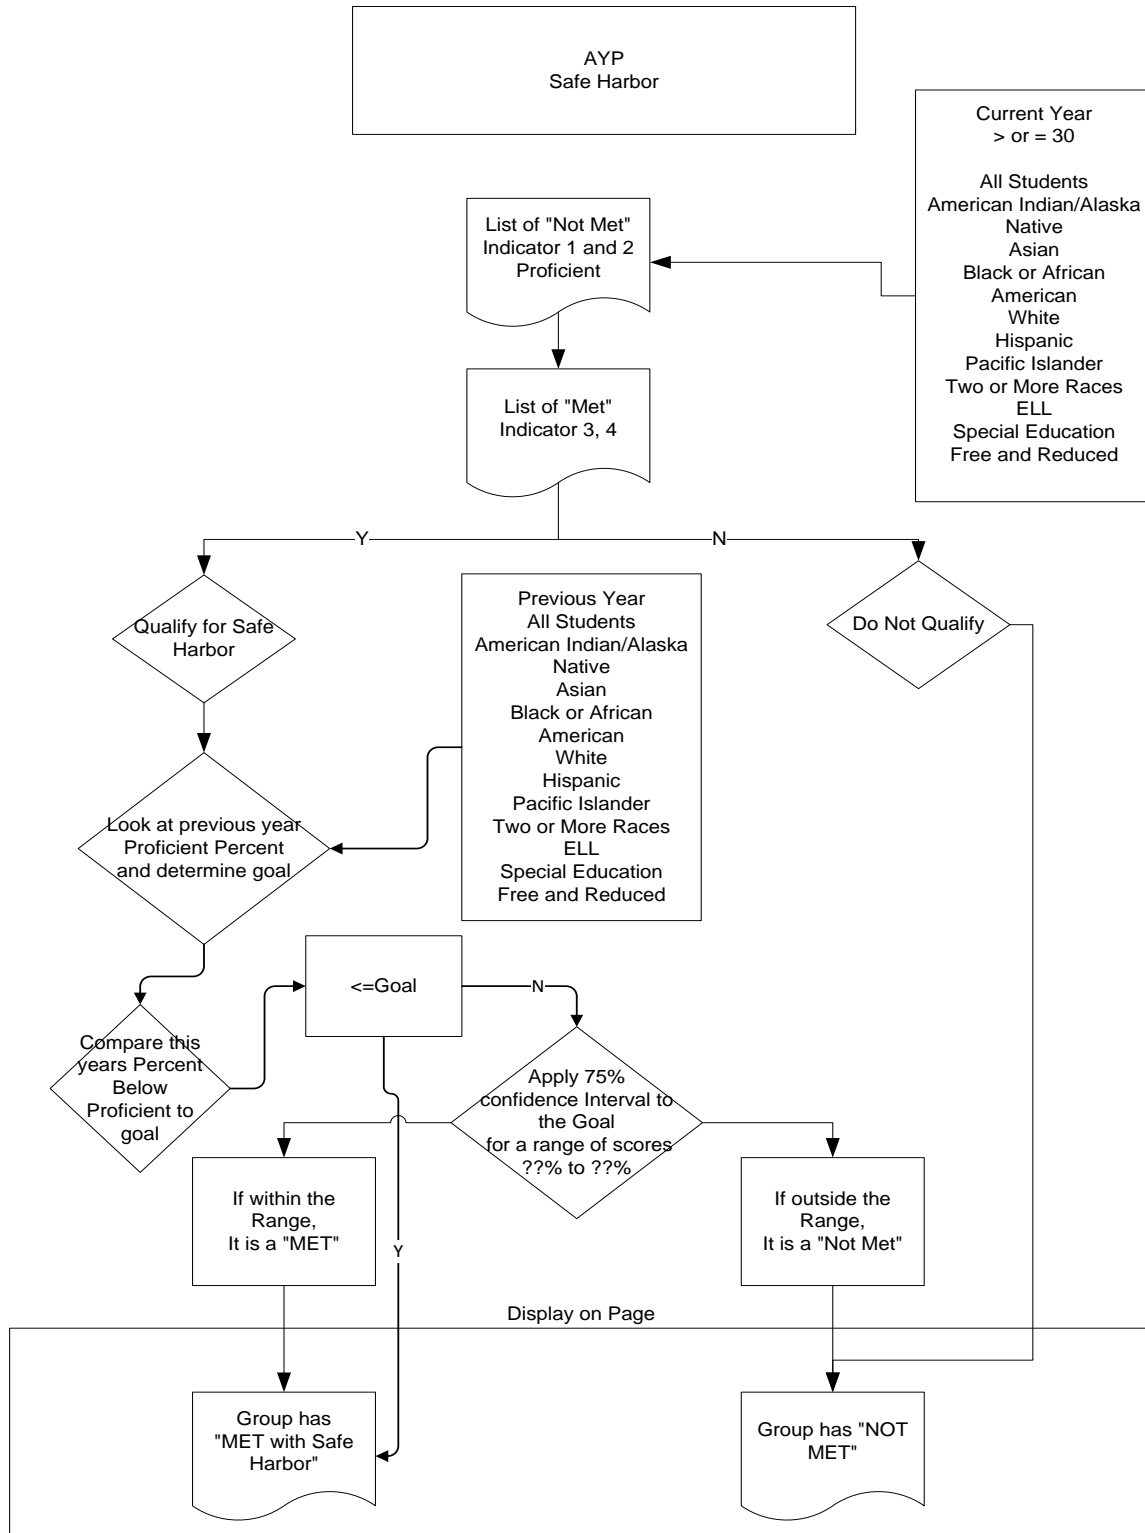 AYP
Safe Harbor
Current Year
> or = 30
All Students
American Indian/Alaska
Native
Asian
Black or African
American
White
Hispanic
Pacific Islander
Two or More Races
ELL
Special Education
Free and Reduced
List of "Not Met"
Indicator 1 and 2
Proficient
List of "Met"
Indicator 3, 4
Y
N
Qualify for Safe
Harbor
Do Not Qualify
Previous Year
All Students
American Indian/Alaska
Native
Asian
Black or African
American
White
Hispanic
Pacific Islander
Two or More Races
ELL
Special Education
Free and Reduced
Look at previous year
Proficient Percent
and determine goal
<=Goal
N
Compare this
years Percent
Below
Proficient to
goal
Apply 75%
confidence Interval to
the Goal
for a range of scores
??% to ??%
If within the
Range,
It is a "MET"
Y
If outside the
Range,
It is a "Not Met"
Display on Page
Group has
"MET with Safe
Harbor"
Group has "NOT
MET"